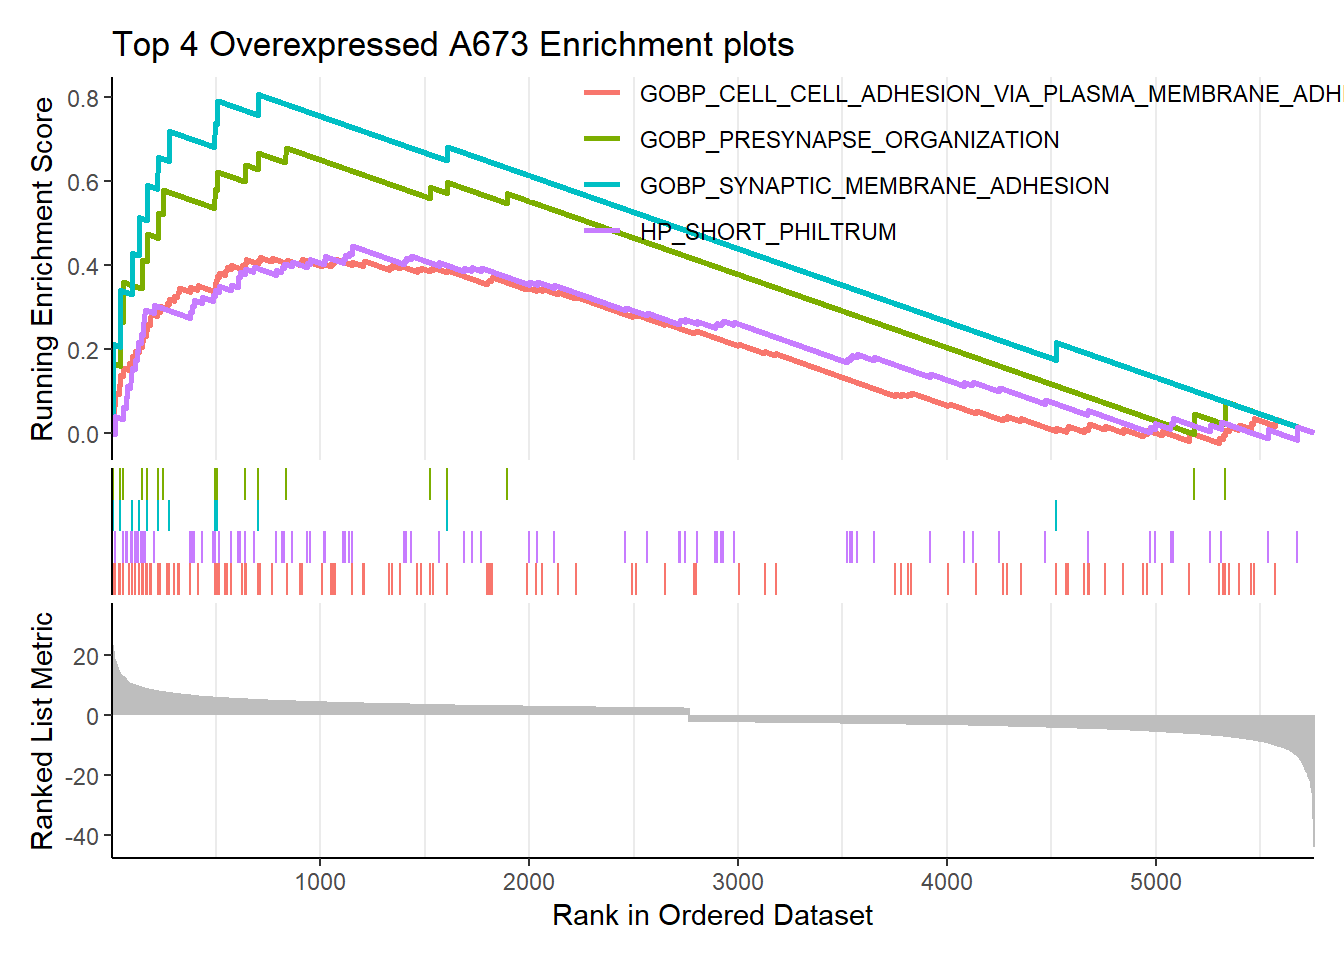 Top 4 Overexpressed A673 Enrichment plots
Running Enrichment Score
0.8
0.6
0.4
0.2
0.0
GOBP_CELL_CELL_ADHESION_VIA_PLASMA_MEMBRANE_ADH
GOBP_PRESYNAPSE_ORGANIZATION
GOBP_SYNAPTIC_MEMBRANE_ADHESION
HP_SHORT_PHILTRUM
Ranked List Metric
20
0
-20
-40
1000 2000 3000 4000 5000
Rank in Ordered Dataset